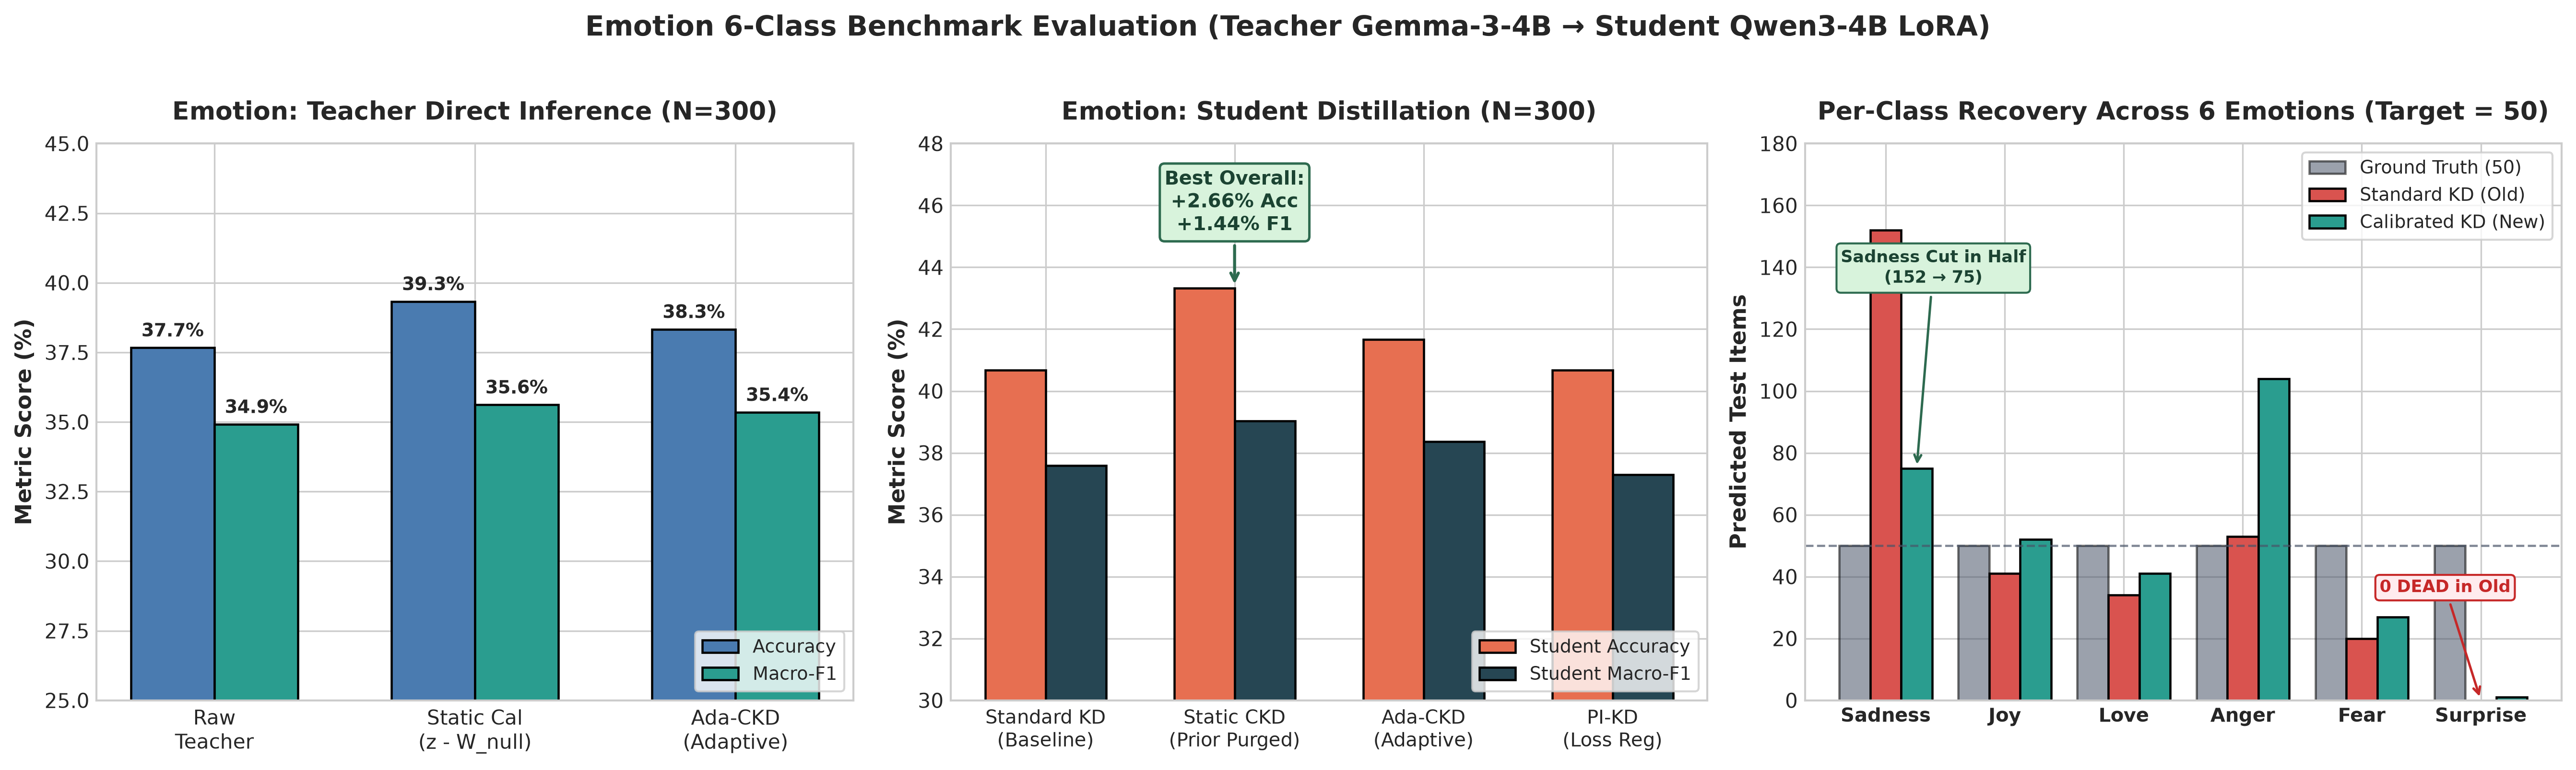 Emotion 6-Class Benchmark Evaluation (Teacher Gemma-3-4B → Student Qwen3-4B LoRA)
Emotion: Teacher Direct Inference (N=300)
Metric Score (%)
45.0
42.5
40.0
37.5
35.0
32.5
30.0
27.5
25.0
37.7%
34.9%
39.3%
35.6%
38.3%
35.4%
Accuracy
Macro-F1
Raw
Teacher
Static Cal
(z - W_null)
Ada-CKD
(Adaptive)
Emotion: Student Distillation (N=300)
Metric Score (%)
48
46
44
42
40
38
36
34
32
30
Best Overall:
+2.66% Acc
+1.44% F1
Student Accuracy
Student Macro-F1
Standard KD
(Baseline)
Static CKD
(Prior Purged)
Ada-CKD
(Adaptive)
PI-KD
(Loss Reg)
Per-Class Recovery Across 6 Emotions (Target = 50)
Predicted Test Items
180
160
140
120
100
80
60
40
20
0
Ground Truth (50)
Standard KD (Old)
Calibrated KD (New)
Sadness Cut in Half
(152 → 75)
0 DEAD in Old
Sadness
Joy
Love
Anger
Fear
Surprise